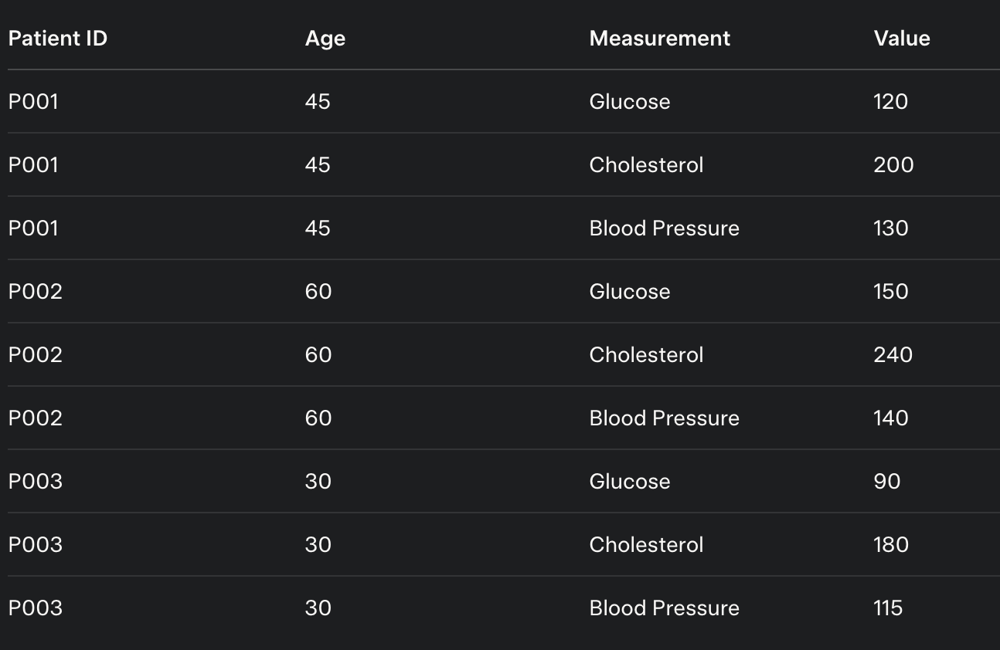 Patient ID Age Measurement Value
P001 45 Glucose 120
P001 45 Cholesterol 200
P001 45 Blood Pressure 130
P002 60 Glucose 150
P002 60 Cholesterol 240
P002 60 Blood Pressure 140
P003 30 Glucose 90
P003 30 Cholesterol 180
P003 30 Blood Pressure 115